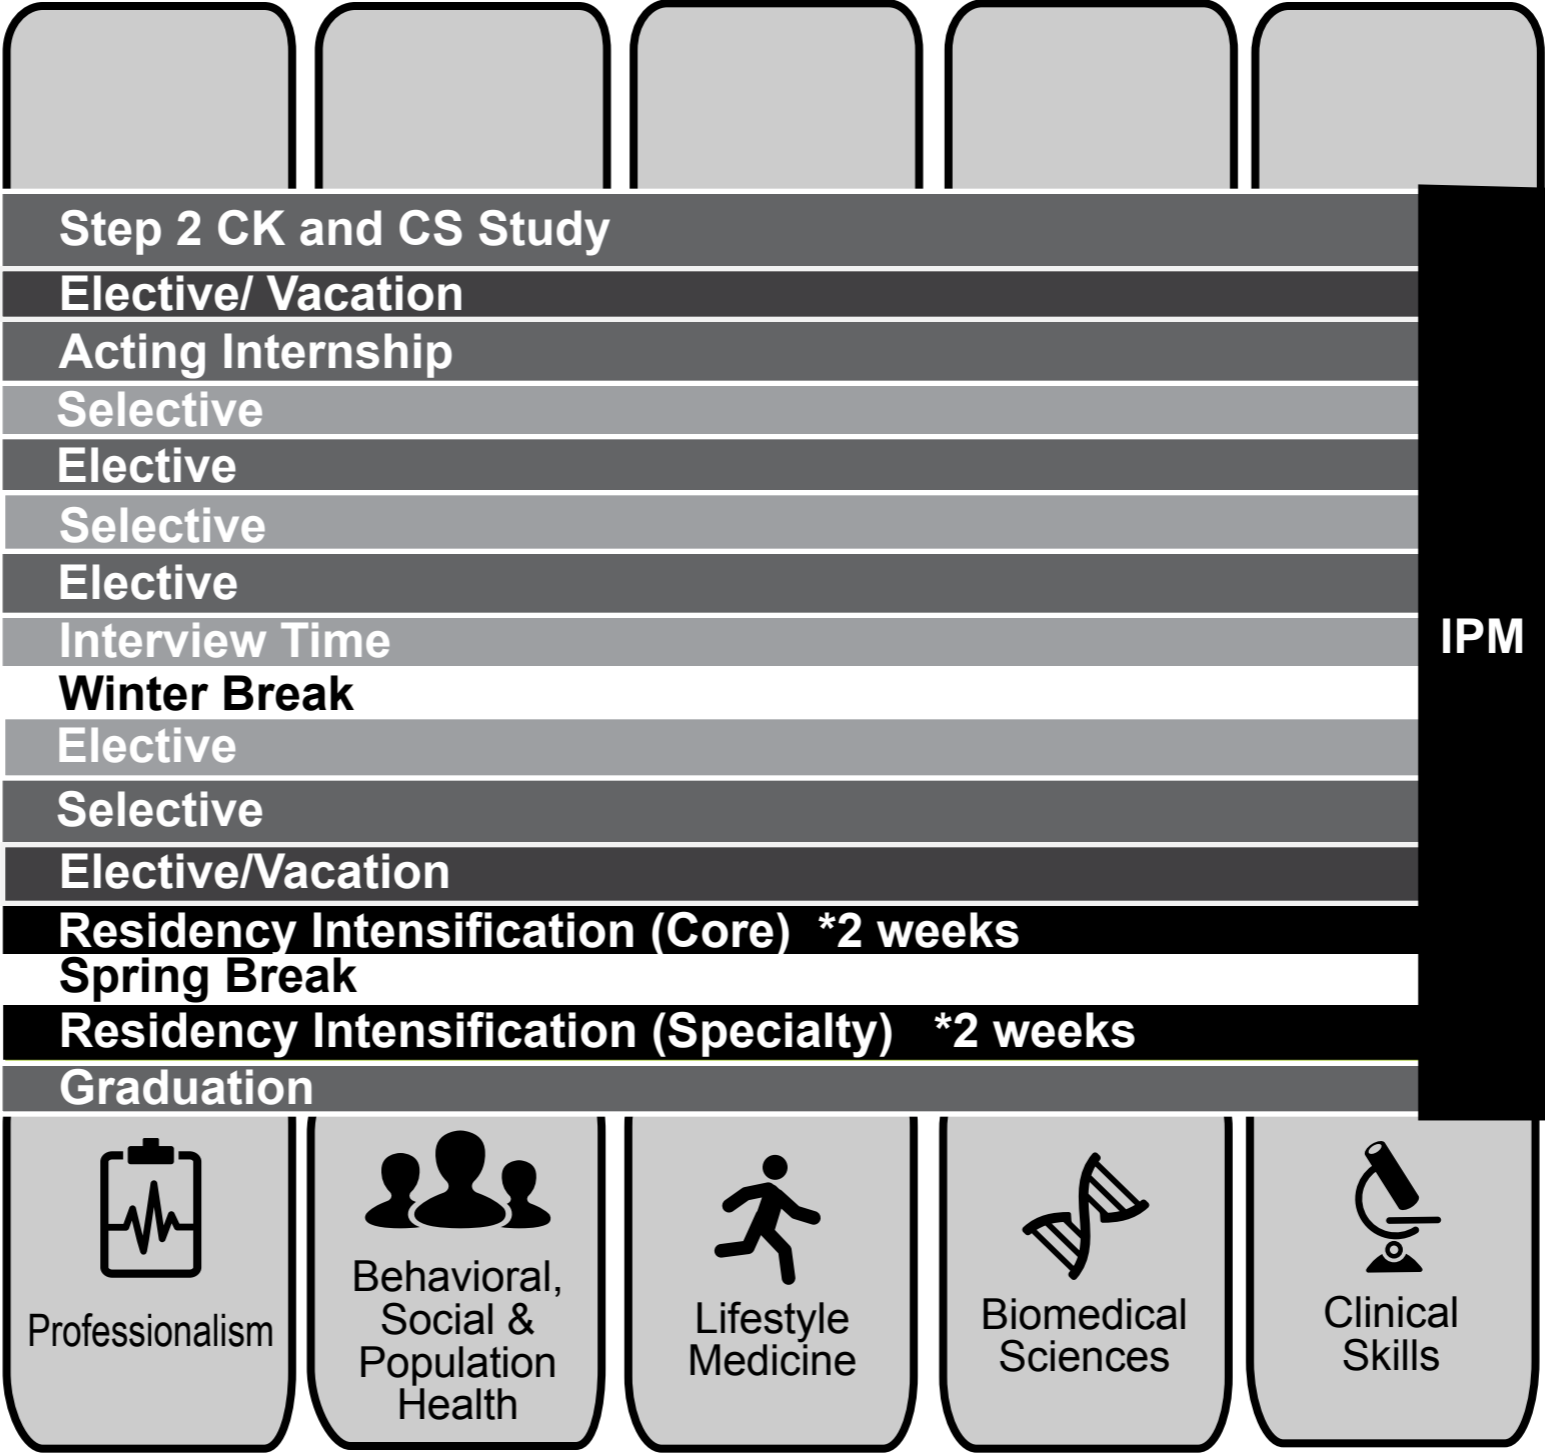 Step 2 CK and CS Study
Elective/ Vacation
Acting Internship
Selective
Elective
Selective
Elective
Interview Time
IPM
Winter Break
Elective
Selective
Elective/Vacation
Residency Intensification (Core) *2 weeks
Spring Break
Residency Intensification (Specialty) *2 weeks
Graduation
Professionalism
Behavioral,
Social &
Population
Health
Lifestyle
Medicine
Biomedical
Sciences
Clinical
Skills